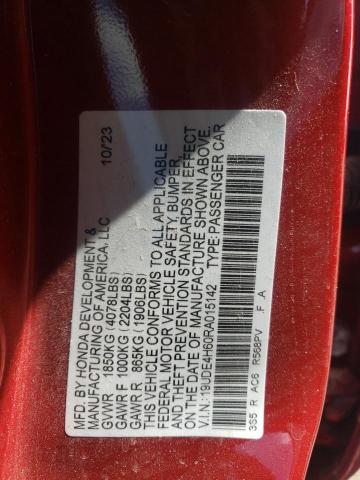 MFD. BY HONDA DEVELOPMENT &
MANUFACTURING OF AMERICA, LLC 10/23
GVWR 1850KG (4078LBS)
GAWR F 1000KG (2204LBS)
GAWR R 865KG (1906LBS)
THIS VEHICLE CONFORMS TO ALL APPLICABLE
FEDERAL MOTOR VEHICLE SAFETY, BUMPER,
AND THEFT PREVENTION STANDARDS IN EFFECT
ON THE DATE OF MANUFACTURE SHOWN ABOVE.
V.I.N.: 19UDE4H60RA015142 TYPE:PASSENGER CAR
3S5 R AC6 R568PV F A